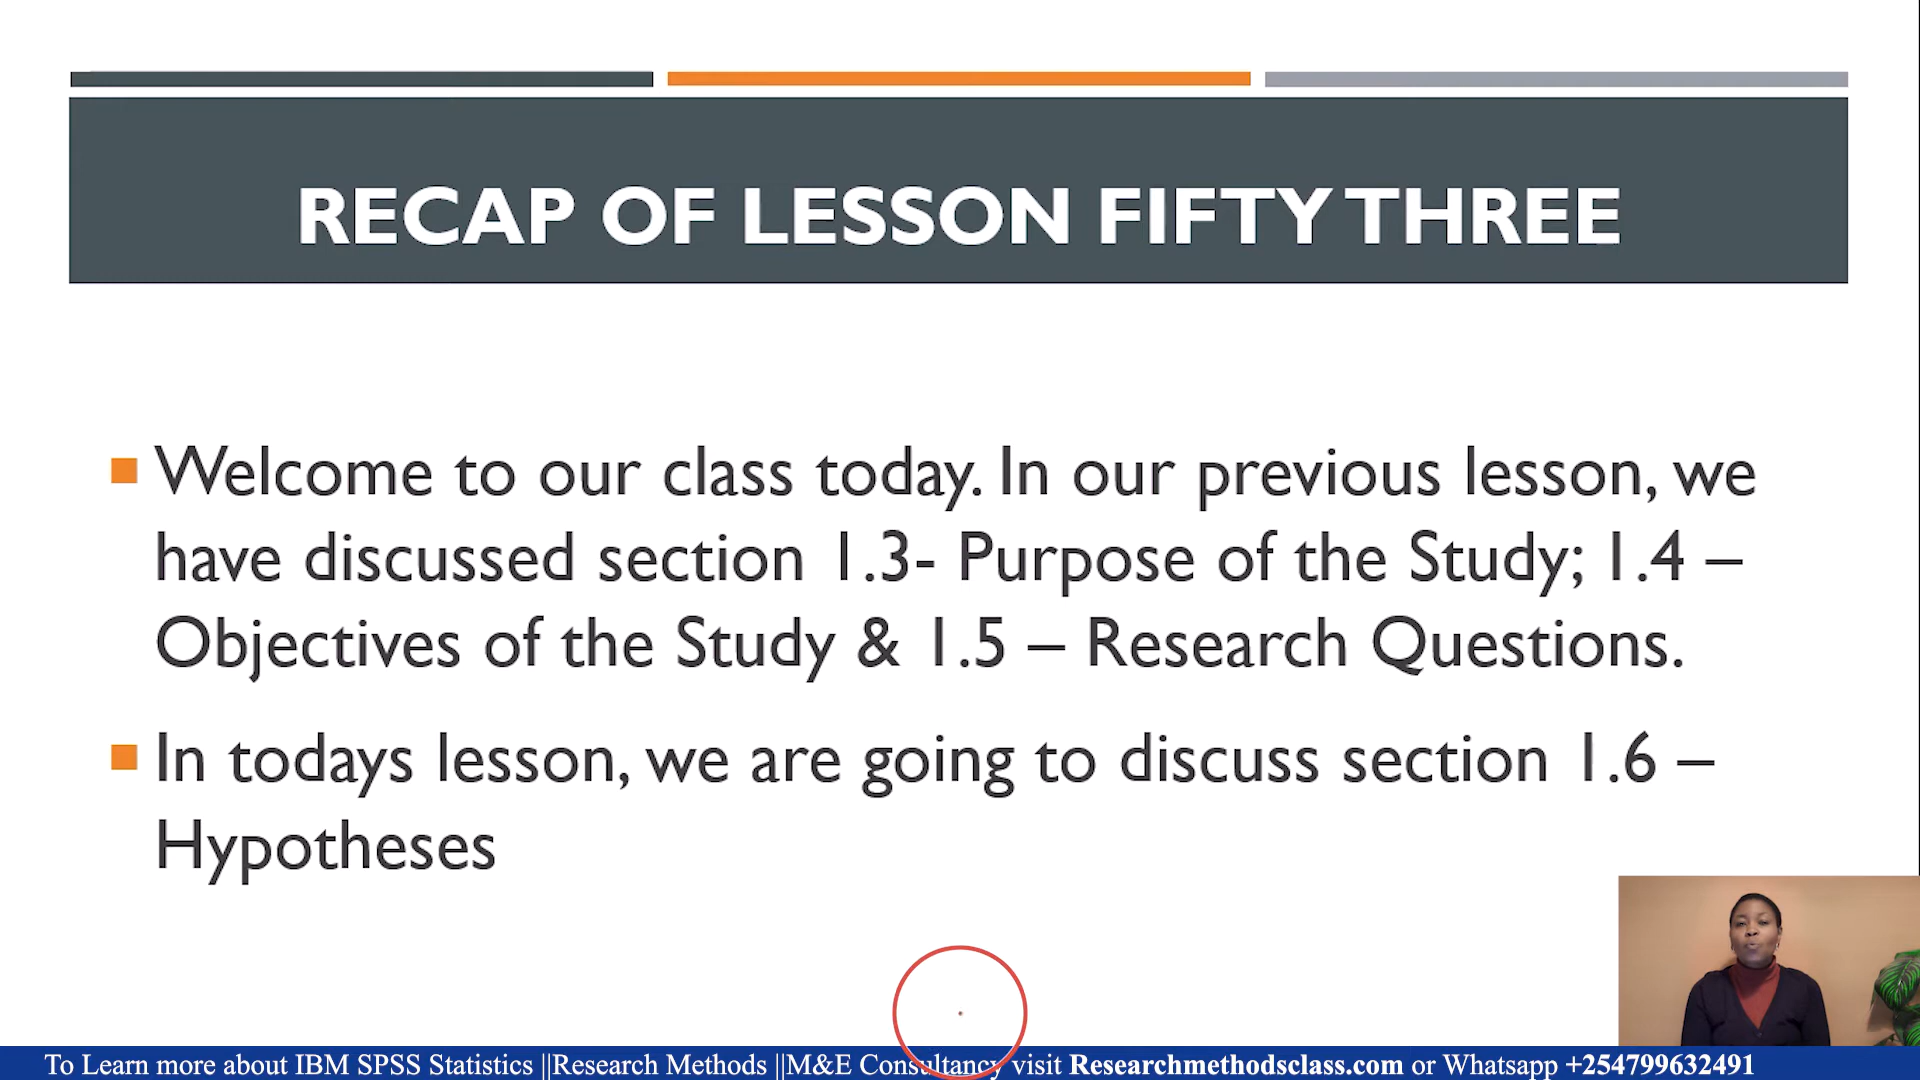 RECAP OF LESSON FIFTY THREE
Welcome to our class today. In our previous lesson, we
have discussed section 1.3- Purpose of the Study; 1.4 –
Objectives of the Study & 1.5 – Research Questions.
In todays lesson, we are going to discuss section 1.6 –
Hypotheses
To Learn more about IBM SPSS Statistics ||Research Methods ||M&E Consultancy visit Researchmethodsclass.com or Whatsapp +254799632491